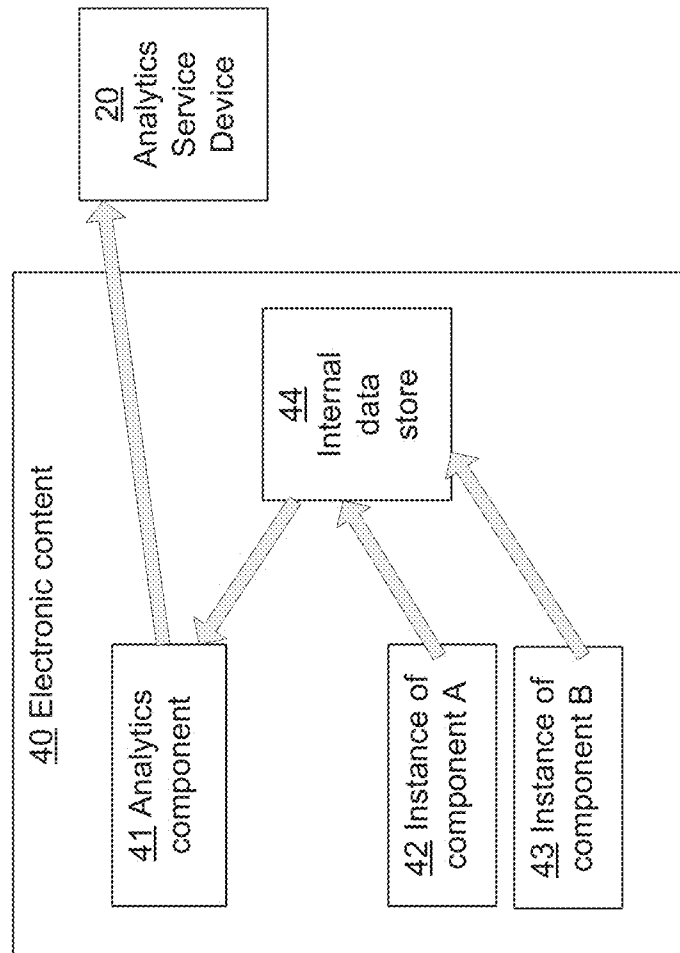 40 Electronic content
41 Analytics
component
42 Instance of
component A
43 Instance of
component B
44
Internal
data
store
20
Analytics
Service
Device